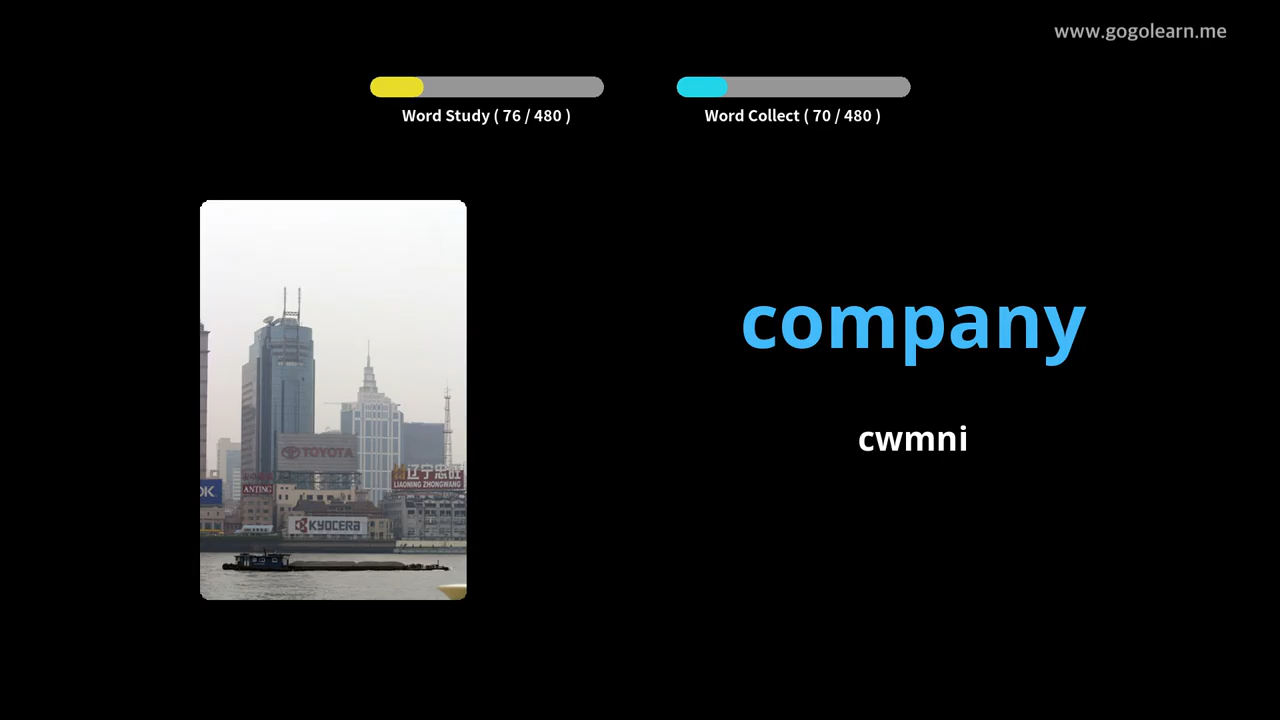 www.gogolearn.me
Word Study ( 76 / 480 )
Word Collect ( 70 / 480 )
company
cwmni
TOYOTA
辽宁忠旺
LIAONING ZHONGWANG
OK
ANTING
KYOCERA